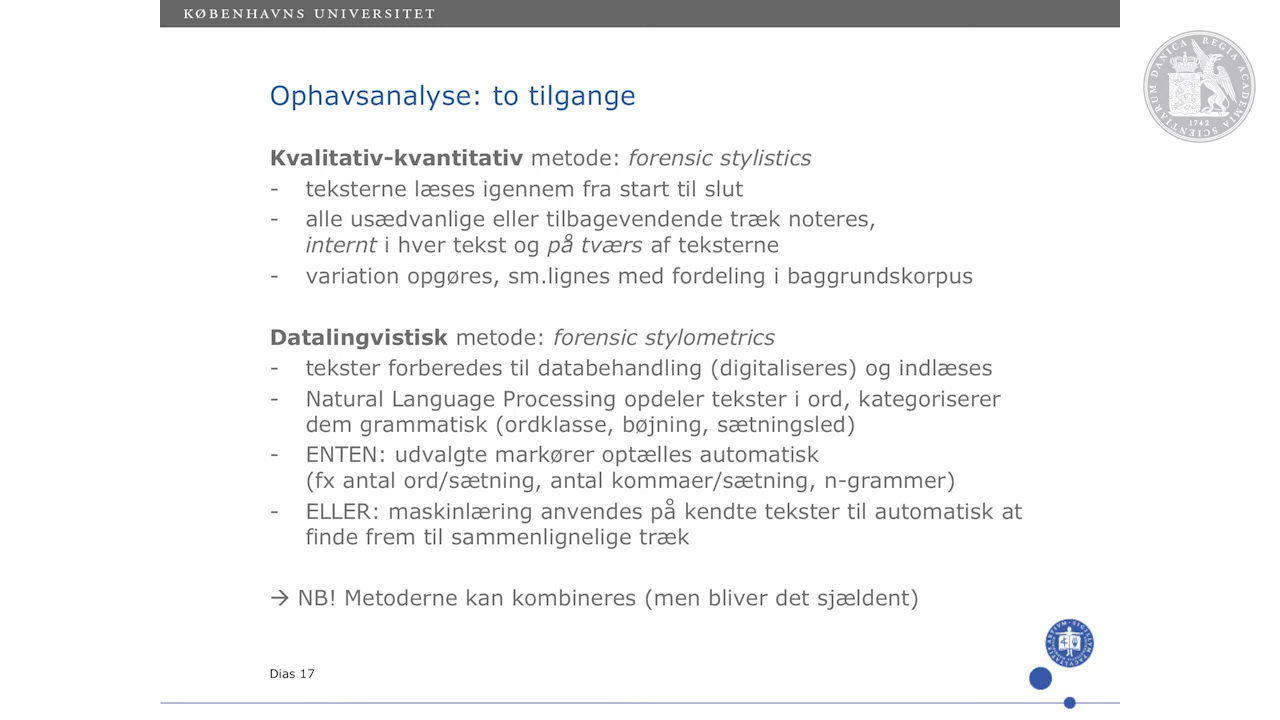 KØBENHAVNS UNIVERSITET
REGIA ACADEMIA SCIENTIARUM DANICA
1742
Ophavsanalyse: to tilgange
Kvalitativ-kvantitativ metode: forensic stylistics
- teksterne læses igennem fra start til slut
- alle usædvanlige eller tilbagevendende træk noteres,
internt i hver tekst og på tværs af teksterne
- variation opgøres, sm.lignes med fordeling i baggrundskorpus
Datalingvistisk metode: forensic stylometrics
- tekster forberedes til databehandling (digitaliseres) og indlæses
- Natural Language Processing opdeler tekster i ord, kategoriserer
dem grammatisk (ordklasse, bøjning, sætningsled)
- ENTEN: udvalgte markører optælles automatisk
(fx antal ord/sætning, antal kommaer/sætning, n-grammer)
- ELLER: maskinlæring anvendes på kendte tekster til automatisk at
finde frem til sammenlignelige træk
→ NB! Metoderne kan kombineres (men bliver det sjældent)
Dias 17